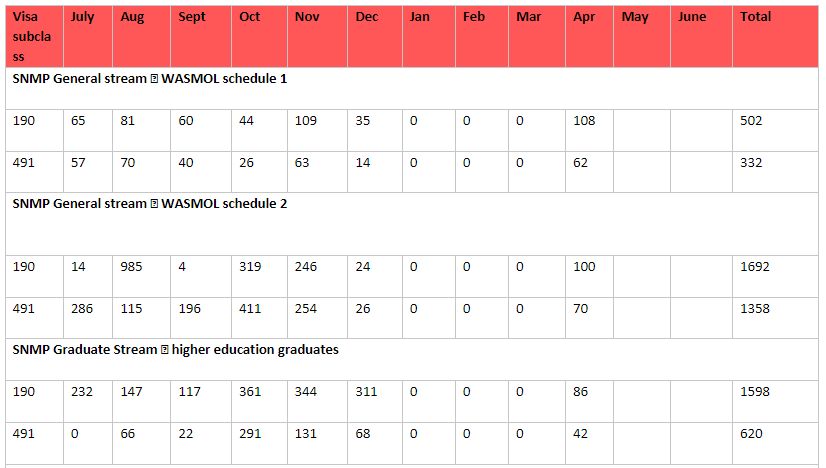 Visa subclass July Aug Sept Oct Nov Dec Jan Feb Mar Apr May June Total
SNMP General stream ⍰ WASMOL schedule 1
190 65 81 60 44 109 35 0 0 0 108 502
491 57 70 40 26 63 14 0 0 0 62 332
SNMP General stream ⍰ WASMOL schedule 2
190 14 985 4 319 246 24 0 0 0 100 1692
491 286 115 196 411 254 26 0 0 0 70 1358
SNMP Graduate Stream ⍰ higher education graduates
190 232 147 117 361 344 311 0 0 0 86 1598
491 0 66 22 291 131 68 0 0 0 42 620